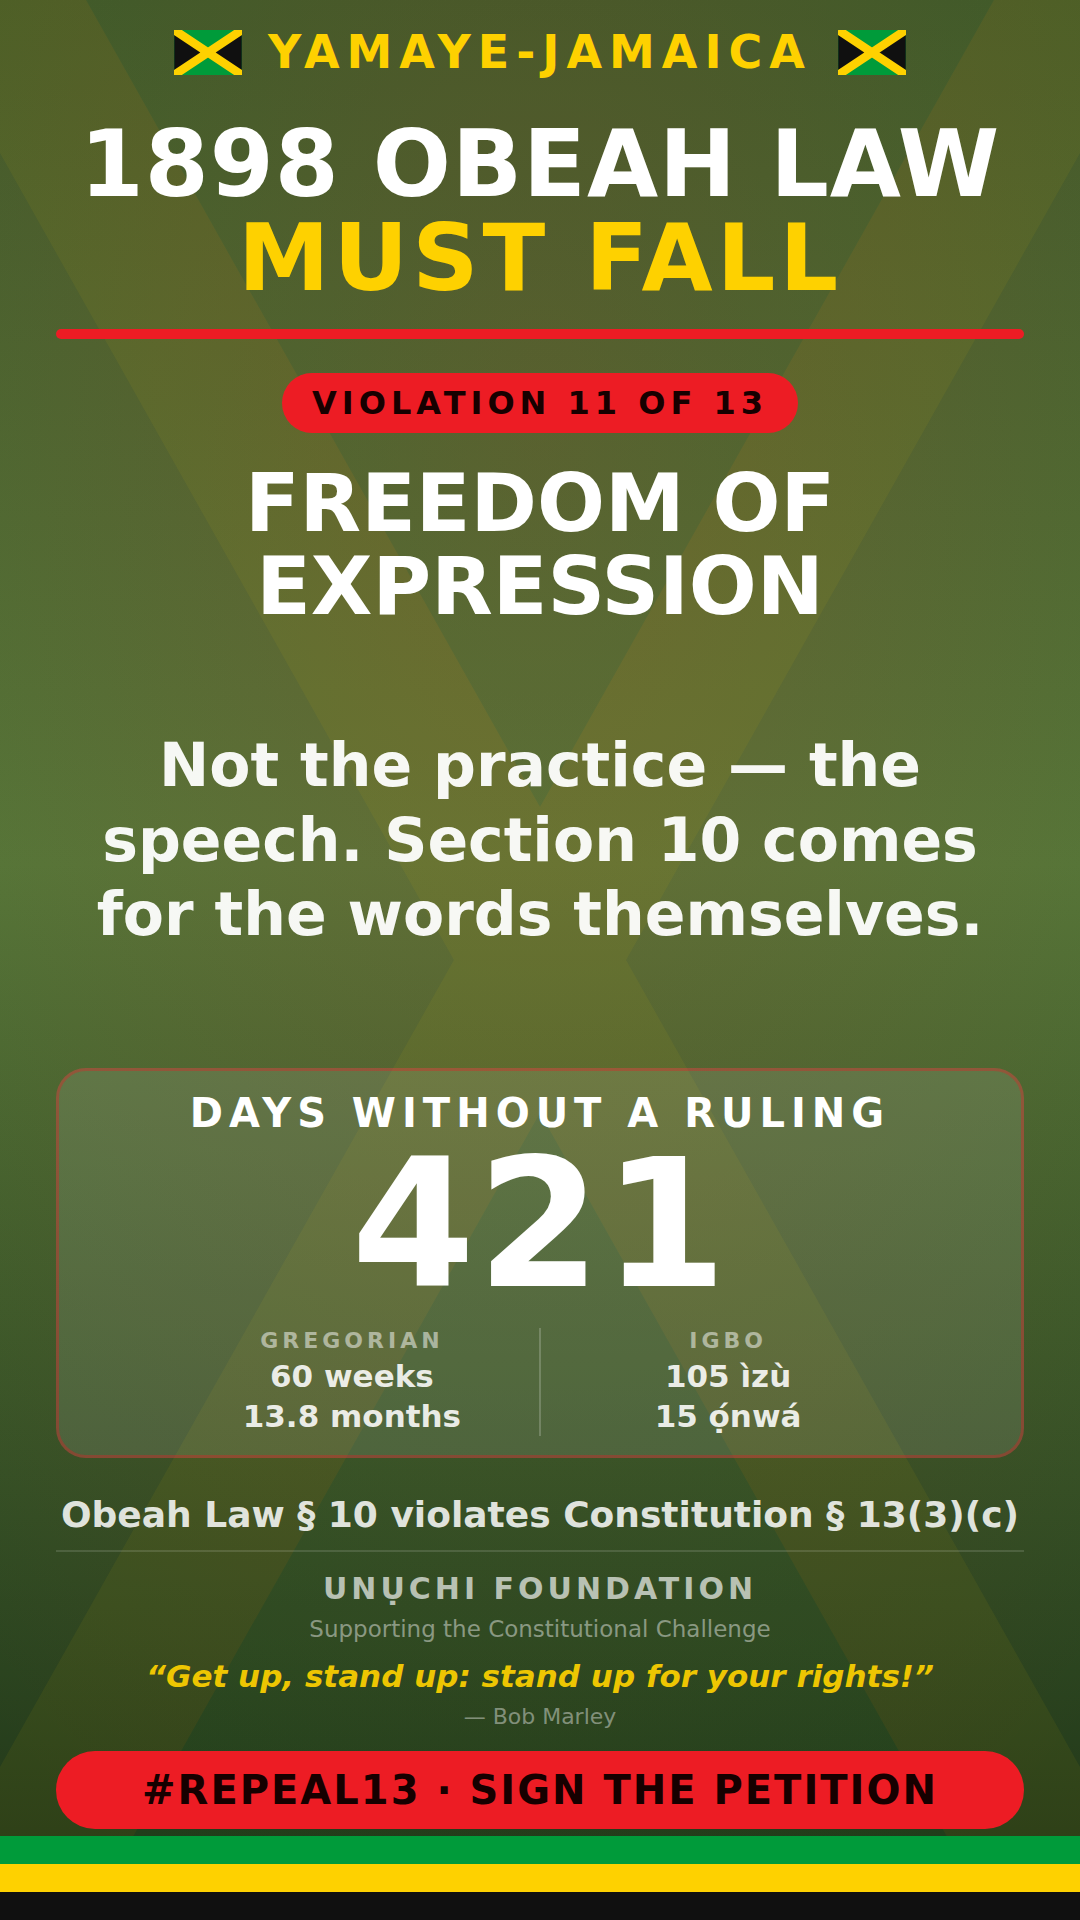 YAMAYE-JAMAICA
1898 OBEAH LAW
MUST FALL
VIOLATION 11 OF 13
FREEDOM OF
EXPRESSION
Not the practice — the
speech. Section 10 comes
for the words themselves.
DAYS WITHOUT A RULING
421
GREGORIAN
60 weeks
13.8 months
IGBO
105 ìzù
15 ọ́nwá
Obeah Law § 10 violates Constitution § 13(3)(c)
UNỤCHI FOUNDATION
Supporting the Constitutional Challenge
“Get up, stand up: stand up for your rights!”
— Bob Marley
#REPEAL13 · SIGN THE PETITION